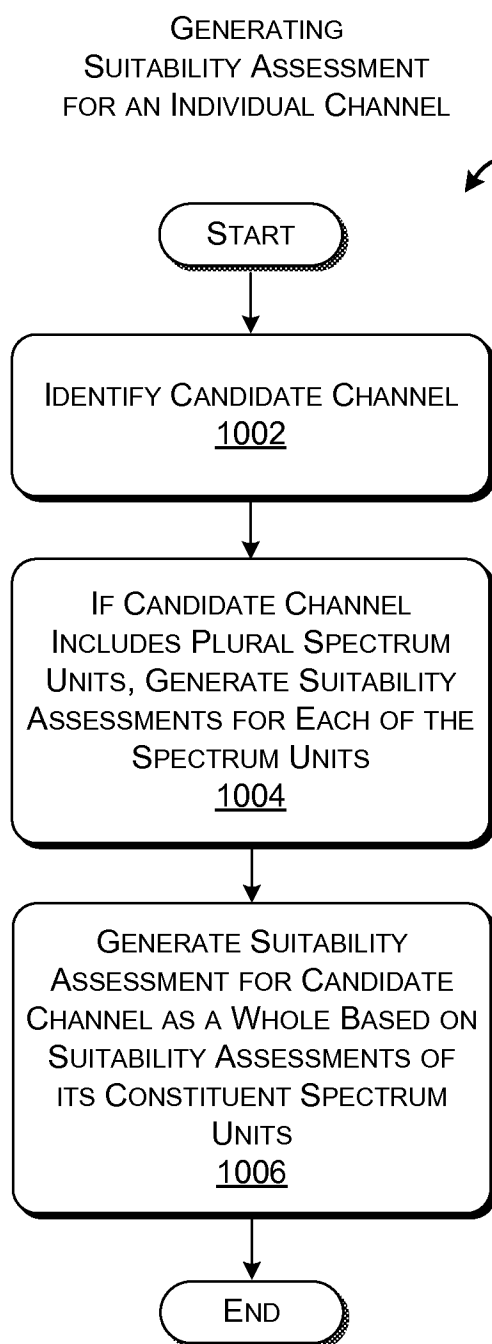 GENERATING
SUITABILITY ASSESSMENT
FOR AN INDIVIDUAL CHANNEL
START
IDENTIFY CANDIDATE CHANNEL
1002
IF CANDIDATE CHANNEL
INCLUDES PLURAL SPECTRUM
UNITS, GENERATE SUITABILITY
ASSESSMENTS FOR EACH OF THE
SPECTRUM UNITS
1004
GENERATE SUITABILITY
ASSESSMENT FOR CANDIDATE
CHANNEL AS A WHOLE BASED ON
SUITABILITY ASSESSMENTS OF
ITS CONSTITUENT SPECTRUM
UNITS
1006
END